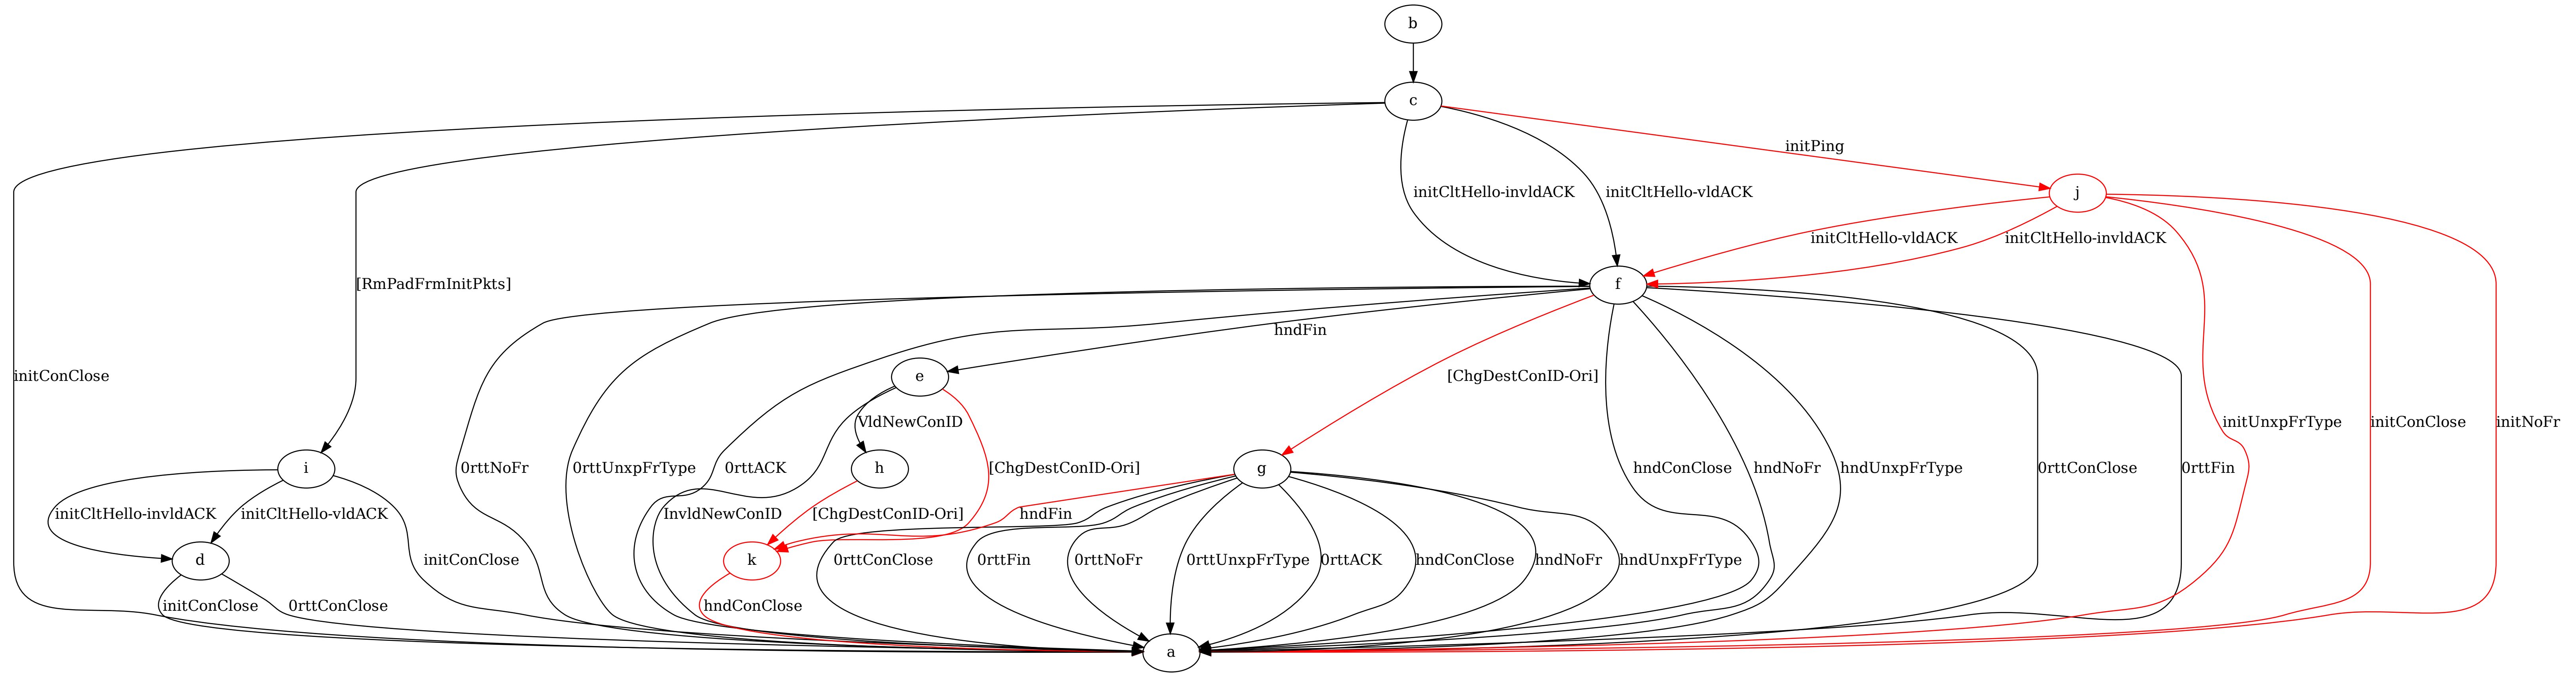 b
c
initPing
j
initCltHello-invldACK
initCltHello-vldACK
initCltHello-vldACK
initCltHello-invldACK
[RmPadFrmInitPkts]
f
hndFin
initConClose
e
[ChgDestConID-Ori]
VldNewConID
initUnxpFrType
initConClose
initNoFr
i
0rttNoFr
0rttUnxpFrType
0rttACK
h
[ChgDestConID-Ori]
g
hndConClose
hndNoFr
hndUnxpFrType
0rttConClose
0rttFin
initCltHello-invldACK
initCltHello-vldACK
InvldNewConID
[ChgDestConID-Ori]
hndFin
d
initConClose
k
0rttConClose
0rttFin
0rttNoFr
0rttUnxpFrType
0rttACK
hndConClose
hndNoFr
hndUnxpFrType
initConClose
0rttConClose
hndConClose
a